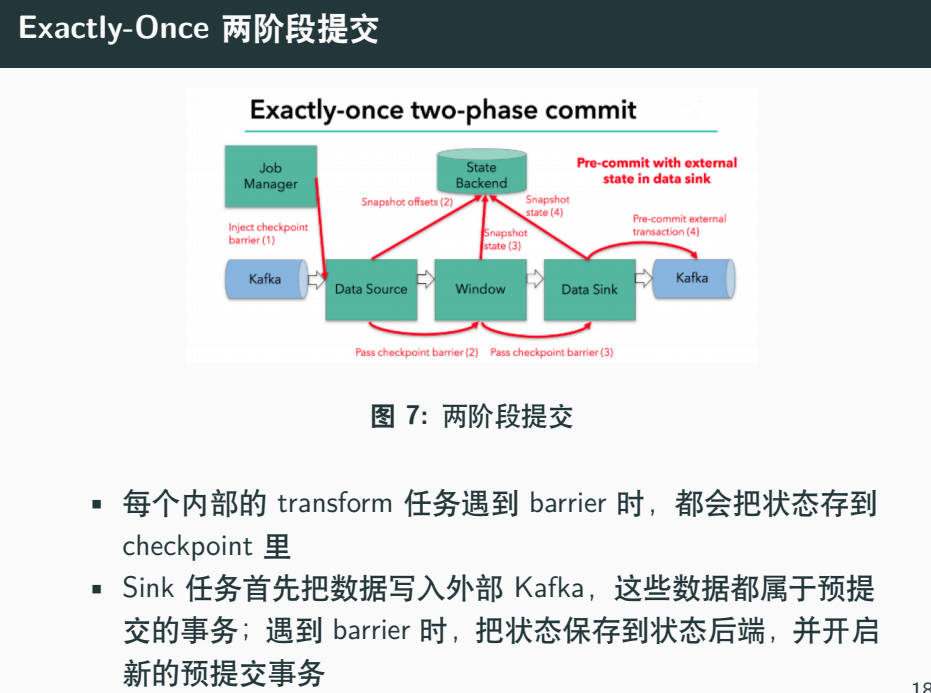 Exactly-Once 两阶段提交
Exactly-once two-phase commit
Job
Manager
State
Backend
Pre-commit with external
state in data sink
Snapshot offsets (2)
Snapshot
state (4)
Inject checkpoint
barrier (1)
Snapshot
state (3)
Pre-commit external
transaction (4)
Kafka
Data Source
Window
Data Sink
Kafka
Pass checkpoint barrier (2)
Pass checkpoint barrier (3)
图 7: 两阶段提交
▪ 每个内部的 transform 任务遇到 barrier 时，都会把状态存到
checkpoint 里
▪ Sink 任务首先把数据写入外部 Kafka，这些数据都属于预提
交的事务；遇到 barrier 时，把状态保存到状态后端，并开启
新的预提交事务
18